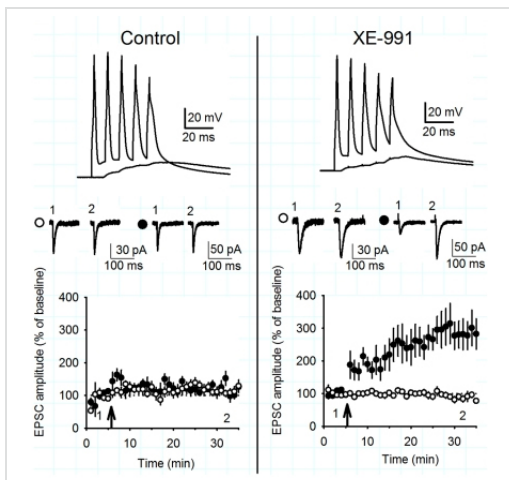 Control
XE-991
20 mV
20 ms
20 mV
20 ms
1 2 1 2
30 pA
100 ms
50 pA
100 ms
1 2 1 2
30 pA
100 ms
50 pA
100 ms
EPSC amplitude (% of baseline)
400
300
200
100
0
1
2
0 10 20 30
Time (min)
EPSC amplitude (% of baseline)
400
300
200
100
0
1
2
0 10 20 30
Time (min)